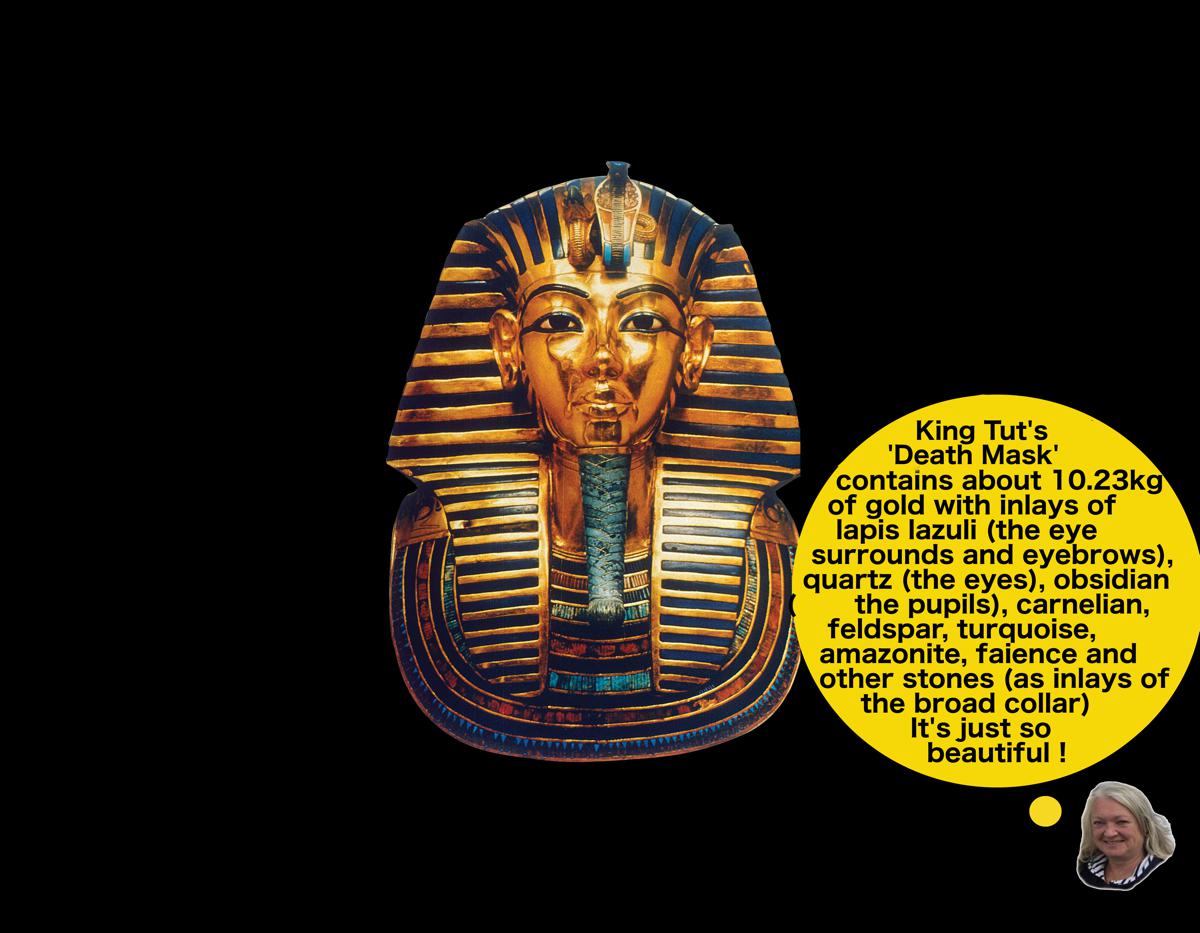 King Tut's
'Death Mask'
contains about 10.23kg
of gold with inlays of
lapis lazuli (the eye
surrounds and eyebrows),
quartz (the eyes), obsidian
( the pupils), carnelian,
feldspar, turquoise,
amazonite, faience and
other stones (as inlays of
the broad collar)
It's just so
beautiful !